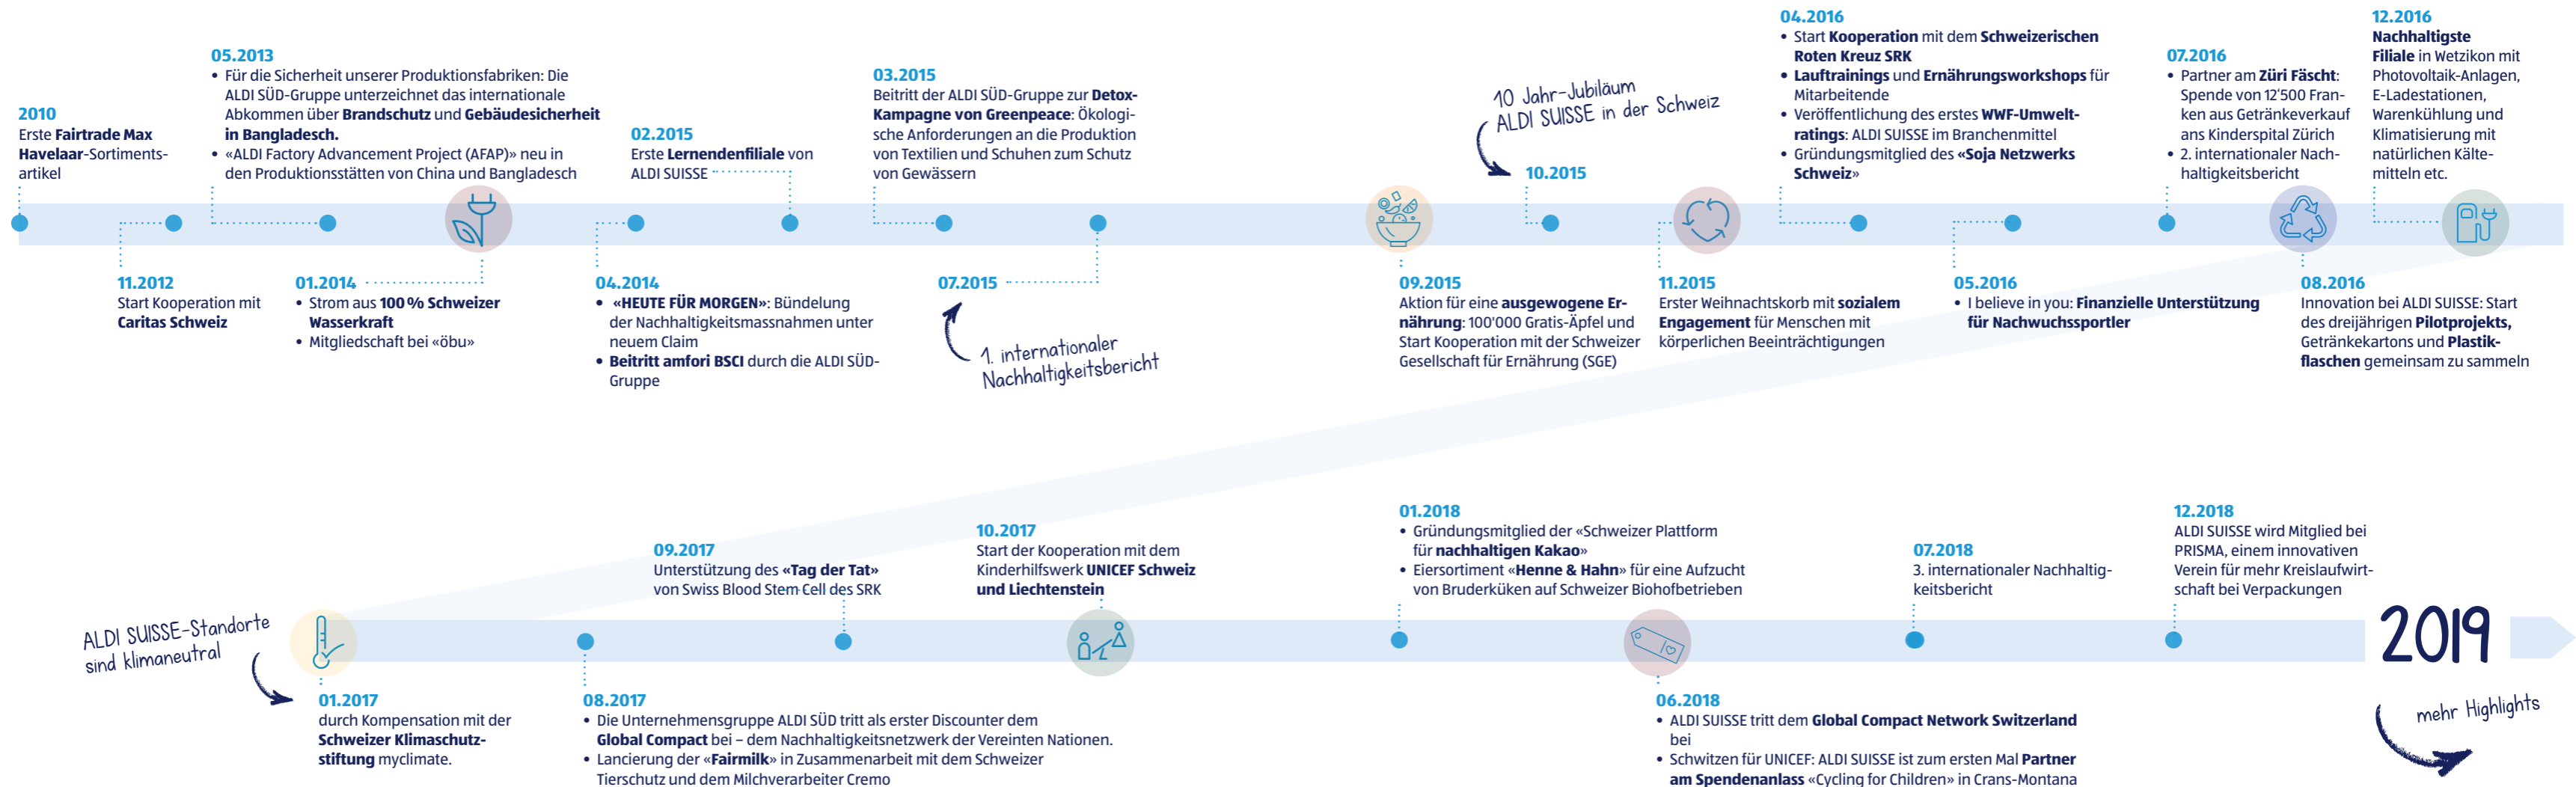 2010
Erste Fairtrade Max
Havelaar-Sortiments-
artikel
11.2012
Start Kooperation mit
Caritas Schweiz
05.2013
• Für die Sicherheit unserer Produktionsfabriken: Die
ALDI SÜD-Gruppe unterzeichnet das internationale
Abkommen über Brandschutz und Gebäudesicherheit
in Bangladesch.
• «ALDI Factory Advancement Project (AFAP)» neu in
den Produktionsstätten von China und Bangladesch
01.2014
• Strom aus 100 % Schweizer
Wasserkraft
• Mitgliedschaft bei «öbu»
04.2014
• «HEUTE FÜR MORGEN»: Bündelung
der Nachhaltigkeitsmassnahmen unter
neuem Claim
• Beitritt amfori BSCI durch die ALDI SÜD-
Gruppe
02.2015
Erste Lernendenfiliale von
ALDI SUISSE
03.2015
Beitritt der ALDI SÜD-Gruppe zur Detox-
Kampagne von Greenpeace: Ökologi-
sche Anforderungen an die Produktion
von Textilien und Schuhen zum Schutz
von Gewässern
07.2015
1. internationaler
Nachhaltigkeitsbericht
09.2015
Aktion für eine ausgewogene Er-
nährung: 100'000 Gratis-Äpfel und
Start Kooperation mit der Schweizer
Gesellschaft für Ernährung (SGE)
10 Jahr-Jubiläum
ALDI SUISSE in der Schweiz
10.2015
11.2015
Erster Weihnachtskorb mit sozialem
Engagement für Menschen mit
körperlichen Beeinträchtigungen
04.2016
• Start Kooperation mit dem Schweizerischen
Roten Kreuz SRK
• Lauftrainings und Ernährungsworkshops für
Mitarbeitende
• Veröffentlichung des ersten WWF-Umwelt-
ratings: ALDI SUISSE im Branchenmittel
• Gründungsmitglied des «Soja Netzwerks
Schweiz»
05.2016
• I believe in you: Finanzielle Unterstützung
für Nachwuchssportler
07.2016
• Partner am Züri Fäscht:
Spende von 12'500 Fran-
ken aus Getränkeverkauf
ans Kinderspital Zürich
• 2. internationaler Nach-
haltigkeitsbericht
08.2016
Innovation bei ALDI SUISSE: Start
des dreijährigen Pilotprojekts,
Getränkekartons und Plastik-
flaschen gemeinsam zu sammeln
12.2016
Nachhaltigste
Filiale in Wetzikon mit
Photovoltaik-Anlagen,
E-Ladestationen,
Warenkühlung und
Klimatisierung mit
natürlichen Kälte-
mitteln etc.
ALDI SUISSE-Standorte
sind klimaneutral
01.2017
durch Kompensation mit der
Schweizer Klimaschutz-
stiftung myclimate.
08.2017
• Die Unternehmensgruppe ALDI SÜD tritt als erster Discounter dem
Global Compact bei – dem Nachhaltigkeitsnetzwerk der Vereinten Nationen.
• Lancierung der «Fairmilk» in Zusammenarbeit mit dem Schweizer
Tierschutz und dem Milchverarbeiter Cremo
09.2017
Unterstützung des «Tag der Tat»
von Swiss Blood Stem Cell des SRK
10.2017
Start der Kooperation mit dem
Kinderhilfswerk UNICEF Schweiz
und Liechtenstein
01.2018
• Gründungsmitglied der «Schweizer Plattform
für nachhaltigen Kakao»
• Eiersortiment «Henne & Hahn» für eine Aufzucht
von Bruderküken auf Schweizer Biohofbetrieben
06.2018
• ALDI SUISSE tritt dem Global Compact Network Switzerland
bei
• Schwitzen für UNICEF: ALDI SUISSE ist zum ersten Mal Partner
am Spendenanlass «Cycling for Children» in Crans-Montana
07.2018
3. internationaler Nachhaltig-
keitsbericht
12.2018
ALDI SUISSE wird Mitglied bei
PRISMA, einem innovativen
Verein für mehr Kreislaufwirt-
schaft bei Verpackungen
2019
mehr Highlights